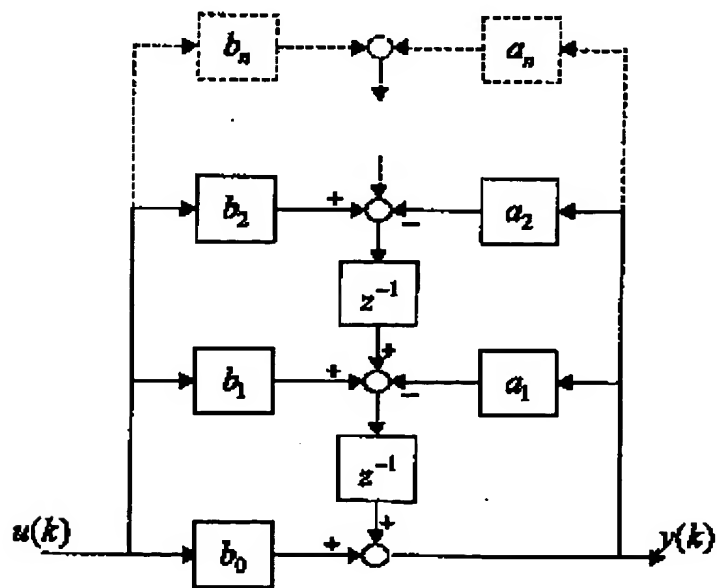 bₙ aₙ
+ −
b₂ a₂
z⁻¹
+
+ −
b₁ a₁
z⁻¹
u(k) + y(k)
b₀ +